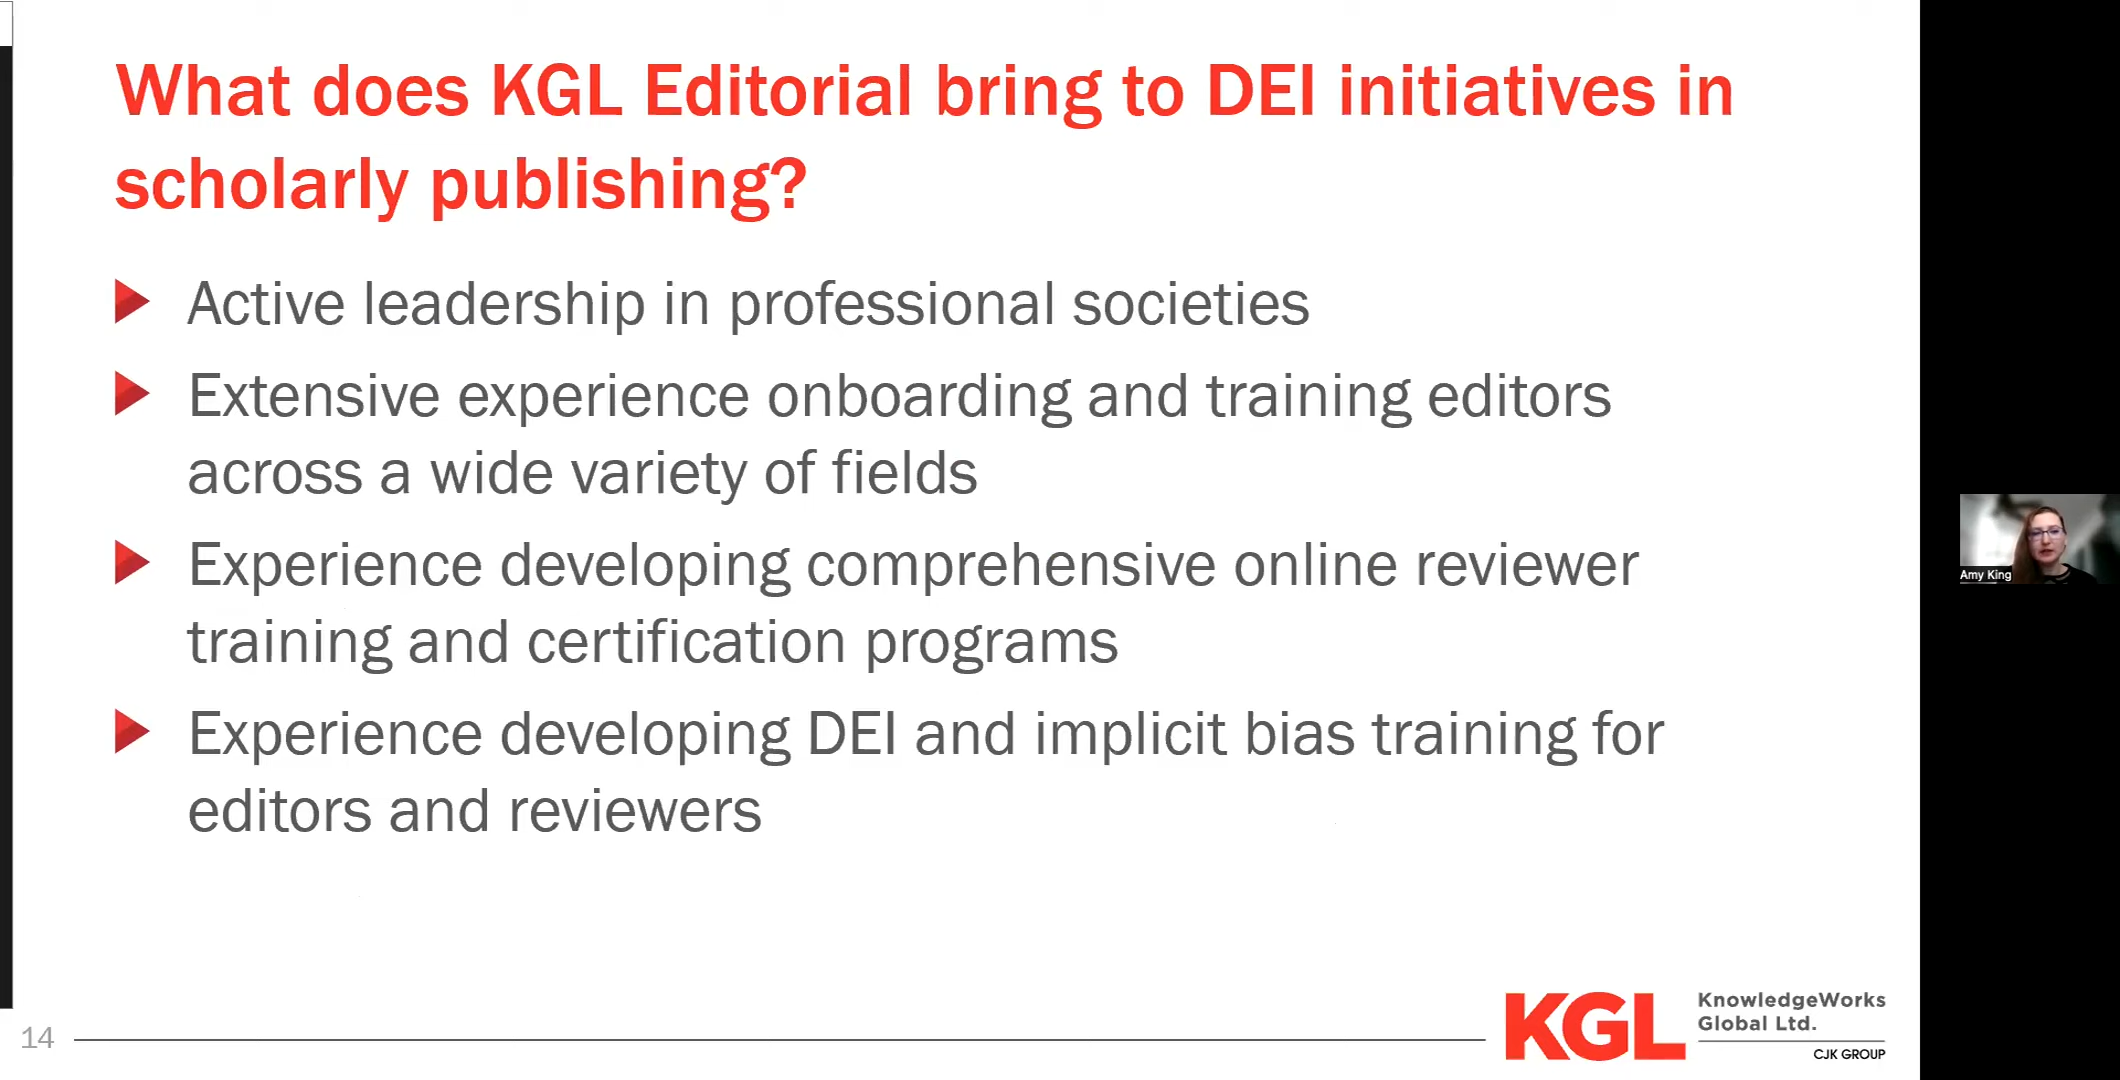 What does KGL Editorial bring to DEI initiatives in
scholarly publishing?
Active leadership in professional societies
Extensive experience onboarding and training editors
across a wide variety of fields
Experience developing comprehensive online reviewer
training and certification programs
Experience developing DEI and implicit bias training for
editors and reviewers
Amy King
14
KGL
KnowledgeWorks
Global Ltd.
CJK GROUP